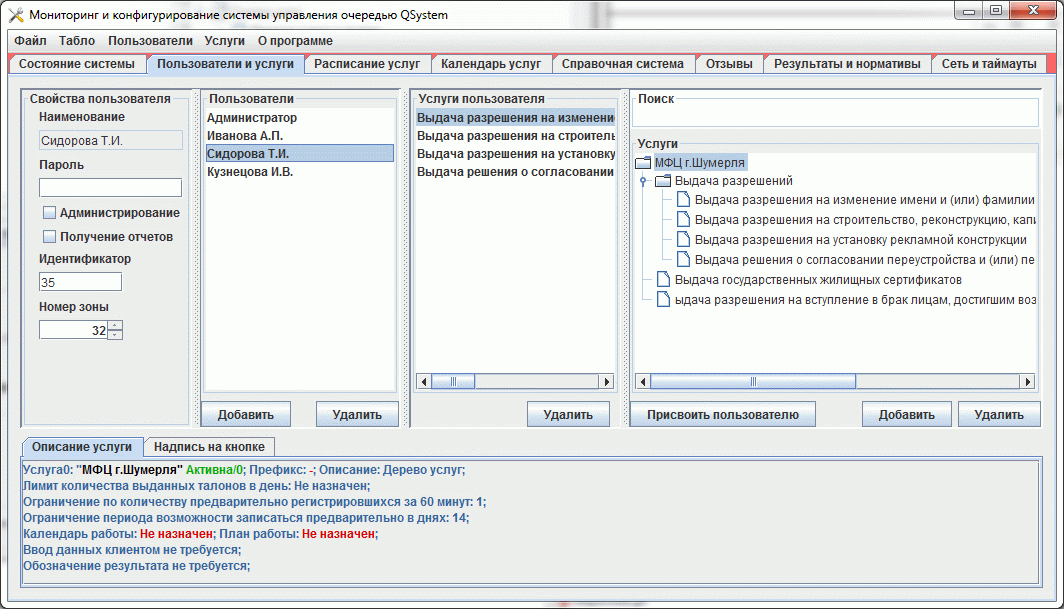 Мониторинг и конфигурирование системы управления очередью QSystem
Файл Табло Пользователи Услуги О программе
Состояние системы Пользователи и услуги Расписание услуг Календарь услуг Справочная система Отзывы Результаты и нормативы Сеть и таймауты
Свойства пользователя
Наименование
Сидорова Т.И.
Пароль
Администрирование
Получение отчетов
Идентификатор
35
Номер зоны
32
Пользователи
Администратор
Иванова А.П.
Сидорова Т.И.
Кузнецова И.В.
Добавить Удалить
Услуги пользователя
Выдача разрешения на изменени
Выдача разрешения на строитель
Выдача разрешения на установку
Выдача решения о согласовании
Удалить
Поиск
Услуги
МФЦ г.Шумерля
Выдача разрешений
Выдача разрешения на изменение имени и (или) фамилии
Выдача разрешения на строительство, реконструкцию, капи
Выдача разрешения на установку рекламной конструкции
Выдача решения о согласовании переустройства и (или) пе
Выдача государственных жилищных сертификатов
ыдача разрешения на вступление в брак лицам, достигшим воз
Присвоить пользователю Добавить Удалить
Описание услуги Надпись на кнопке
Услуга0: "МФЦ г.Шумерля" Активна/0; Префикс: -; Описание: Дерево услуг;
Лимит количества выданных талонов в день: Не назначен;
Ограничение по количеству предварительно регистрировшихся за 60 минут: 1;
Ограничение периода возможности записаться предварительно в днях: 14;
Календарь работы: Не назначен; План работы: Не назначен;
Ввод данных клиентом не требуется;
Обозначение результата не требуется;